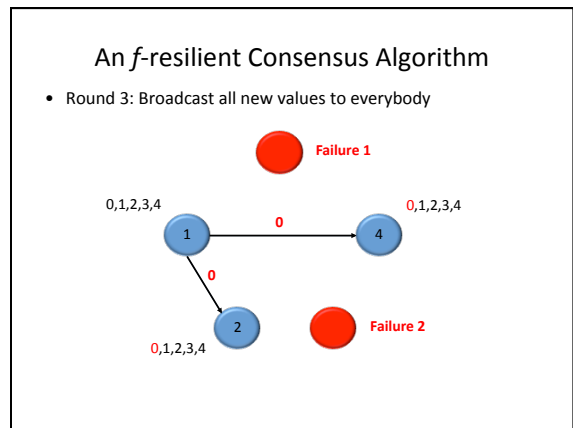 An f-resilient Consensus Algorithm
• Round 3: Broadcast all new values to everybody
Failure 1
0,1,2,3,4
0,1,2,3,4
0
1
4
0
2
Failure 2
0,1,2,3,4